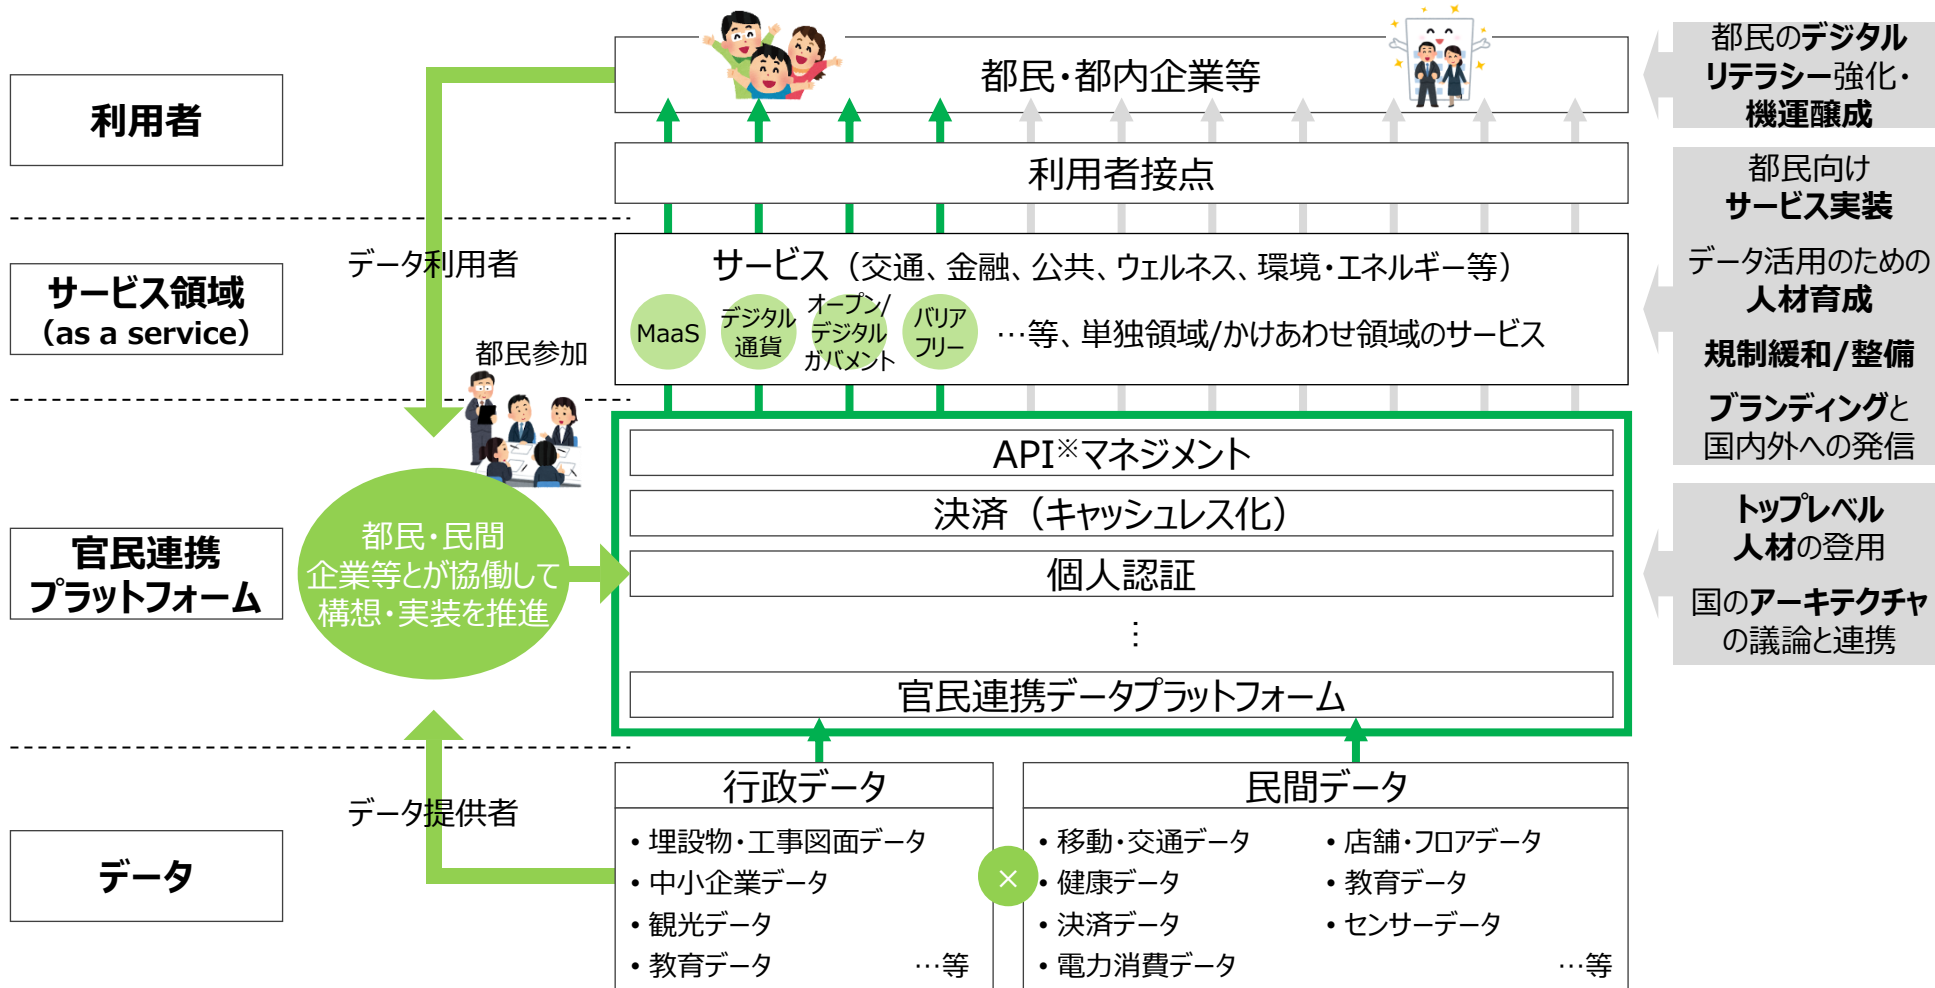 利用者
都民・都内企業等
利用者接点
都民のデジタル
リテラシー強化・
機運醸成
サービス領域
（as a service）
データ利用者
サービス（交通、金融、公共、ウェルネス、環境・エネルギー等）
MaaS
デジタル
通貨
オープン/
デジタル
ガバメント
バリア
フリー
…等、単独領域/かけあわせ領域のサービス
都民向け
サービス実装
データ活用のための
人材育成
規制緩和/整備
ブランディングと
国内外への発信
都民参加
官民連携
プラットフォーム
都民・民間
企業等とが協働して
構想・実装を推進
API※マネジメント
決済（キャッシュレス化）
個人認証
⋮
官民連携データプラットフォーム
トップレベル
人材の登用
国のアーキテクチャ
の議論と連携
データ
データ提供者
行政データ
・埋設物・工事図面データ
・中小企業データ
・観光データ
・教育データ …等
×
民間データ
・移動・交通データ
・健康データ
・決済データ
・電力消費データ
・店舗・フロアデータ
・教育データ
・センサーデータ
…等